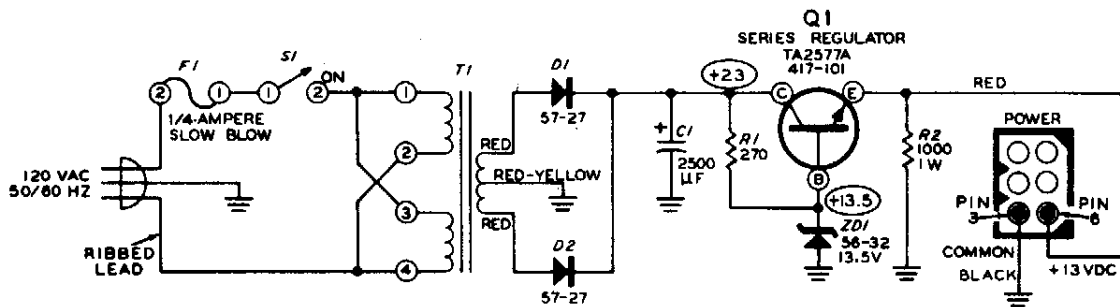 Q1
SERIES REGULATOR
TA2577A
417-101
F1
S1
ON
T1
D1
+23
C
E
RED
2
1
1
2
1
1/4-AMPERE
SLOW BLOW
57-27
+
C1
2500
µF
R1
270
R2
1000
1W
POWER
2
RED
RED-YELLOW
B
120 VAC
50/60 HZ
3
RED
+13.5
PIN
3
PIN
6
RIBBED
LEAD
D2
ZD1
56-32
13.5V
COMMON
BLACK
+13VDC
4
57-27